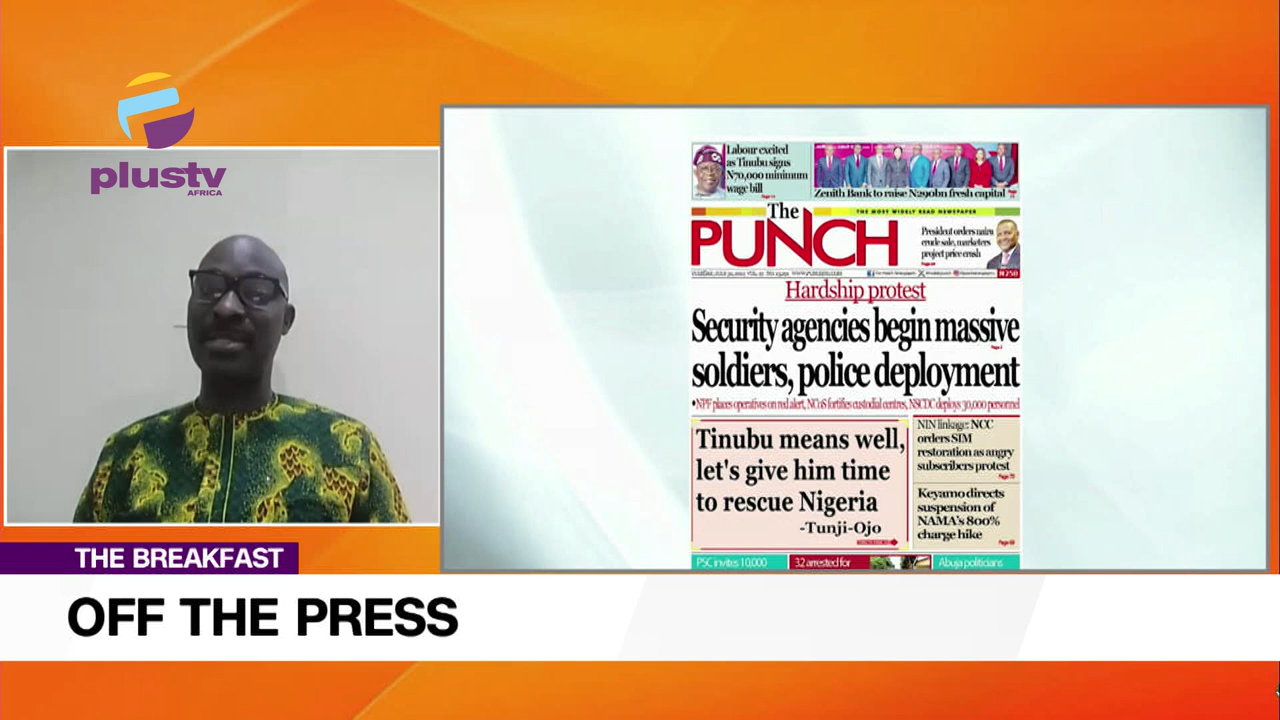 plustv
AFRICA
Labour excited
as Tinubu signs
N70,000 minimum
wage bill
Zenith Bank to raise N290bn fresh capital
The
THE MOST WIDELY READ NEWSPAPER
PUNCH
President orders naira
crude sale, marketers
project price crash
N250
Hardship protest
Security agencies begin massive
soldiers, police deployment
•NPF places operatives on red alert, NCoS fortifies custodial centres, NSCDC deploys 30,000 personnel
Tinubu means well,
let's give him time
to rescue Nigeria
-Tunji-Ojo
NIN linkage: NCC
orders SIM
restoration as angry
subscribers protest
Keyamo directs
suspension of
NAMA's 800%
charge hike
PSC invites 10,000
32 arrested for
Abuja politicians
THE BREAKFAST
OFF THE PRESS